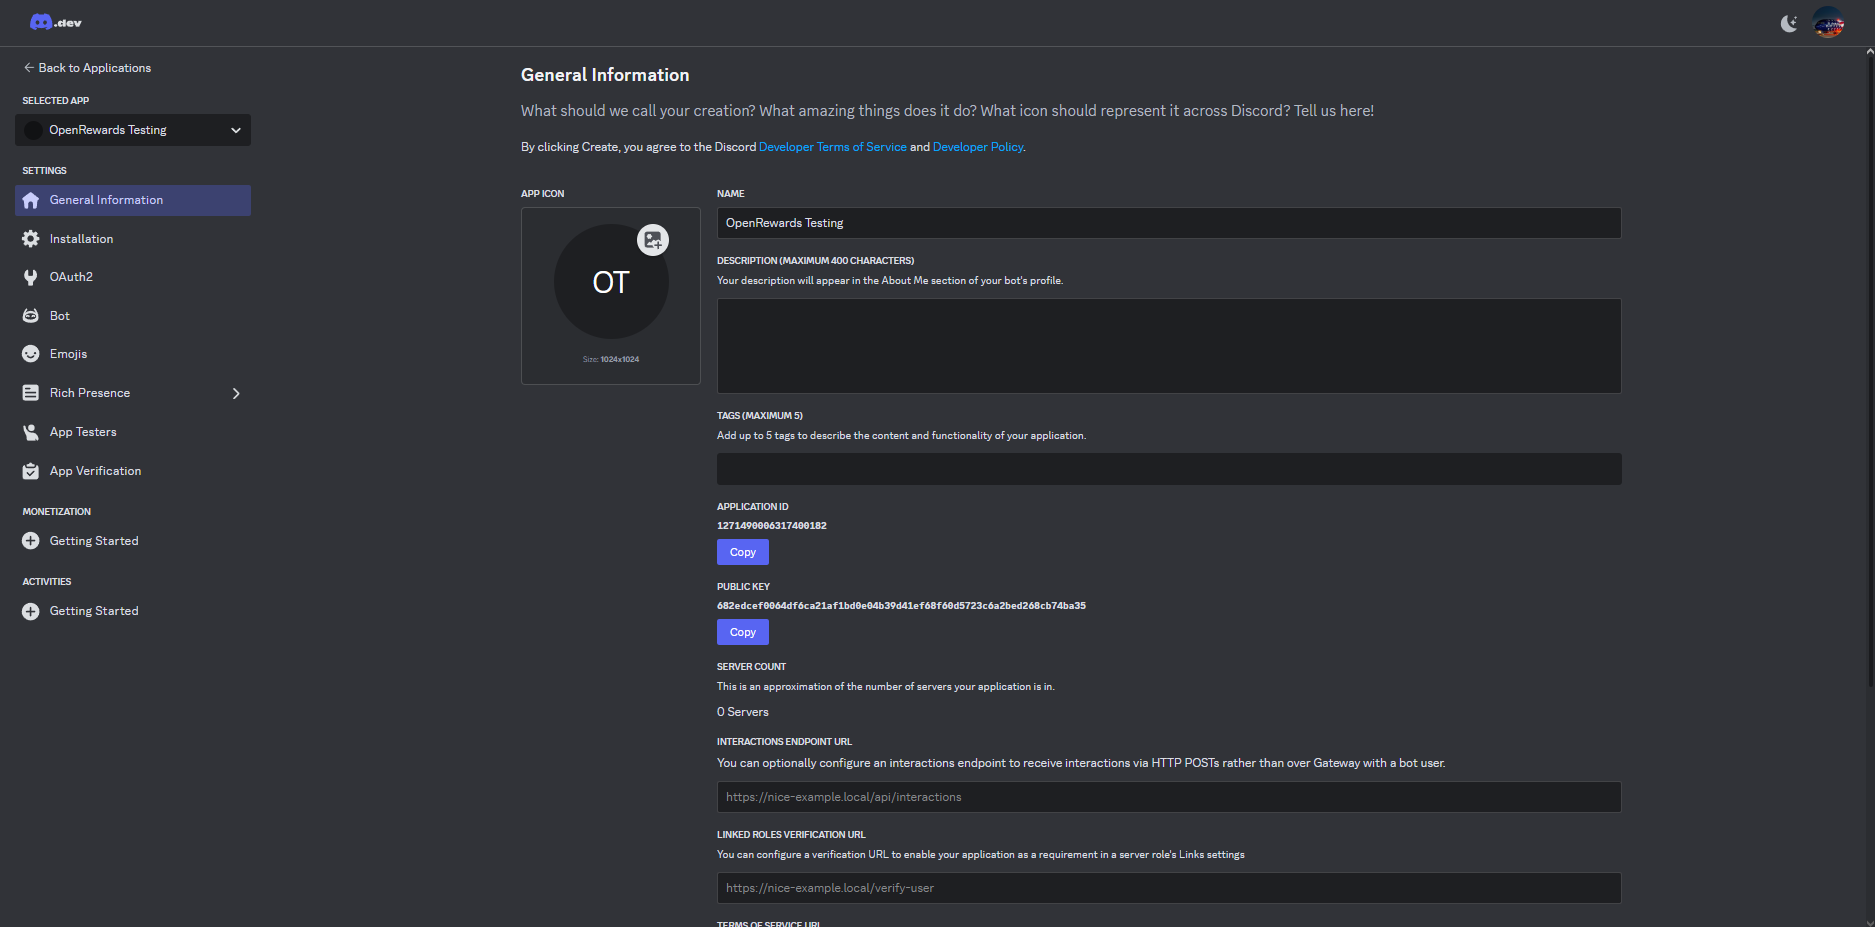 .dev
Back to Applications
SELECTED APP
OpenRewards Testing
SETTINGS
General Information
Installation
OAuth2
Bot
Emojis
Rich Presence
App Testers
App Verification
MONETIZATION
Getting Started
ACTIVITIES
Getting Started
General Information
What should we call your creation? What amazing things does it do? What icon should represent it across Discord? Tell us here!
By clicking Create, you agree to the Discord Developer Terms of Service and Developer Policy.
APP ICON
OT
Size: 1024x1024
NAME
OpenRewards Testing
DESCRIPTION (MAXIMUM 400 CHARACTERS)
Your description will appear in the About Me section of your bot's profile.
TAGS (MAXIMUM 5)
Add up to 5 tags to describe the content and functionality of your application.
APPLICATION ID
1271490006317400182
Copy
PUBLIC KEY
682edcef0064df6ca21af1bd0e04b39d41ef68f60d5723c6a2bed268cb74ba35
Copy
SERVER COUNT
This is an approximation of the number of servers your application is in.
0 Servers
INTERACTIONS ENDPOINT URL
You can optionally configure an interactions endpoint to receive interactions via HTTP POSTs rather than over Gateway with a bot user.
https://nice-example.local/api/interactions
LINKED ROLES VERIFICATION URL
You can configure a verification URL to enable your application as a requirement in a server role's Links settings
https://nice-example.local/verify-user
TERMS OF SERVICE URL